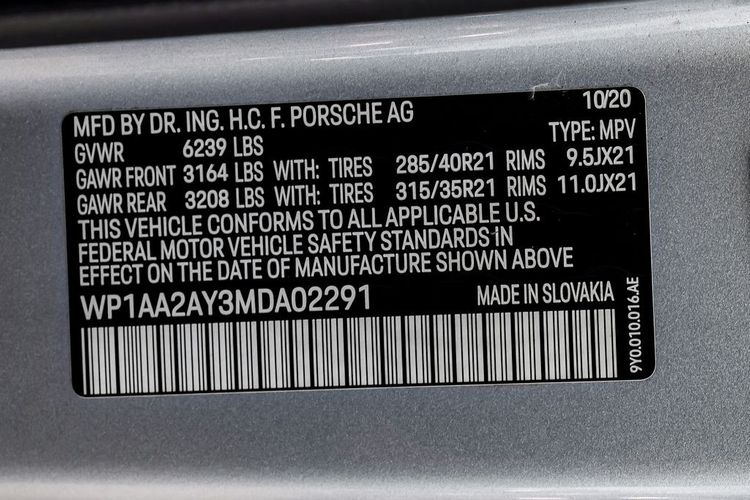 MFD BY DR. ING. H.C. F. PORSCHE AG 10/20
GVWR 6239 LBS TYPE: MPV
GAWR FRONT 3164 LBS WITH: TIRES 285/40R21 RIMS 9.5JX21
GAWR REAR 3208 LBS WITH: TIRES 315/35R21 RIMS 11.0JX21
THIS VEHICLE CONFORMS TO ALL APPLICABLE U.S.
FEDERAL MOTOR VEHICLE SAFETY STANDARDS IN
EFFECT ON THE DATE OF MANUFACTURE SHOWN ABOVE
WP1AA2AY3MDA02291 MADE IN SLOVAKIA
9Y0.010.016.AE